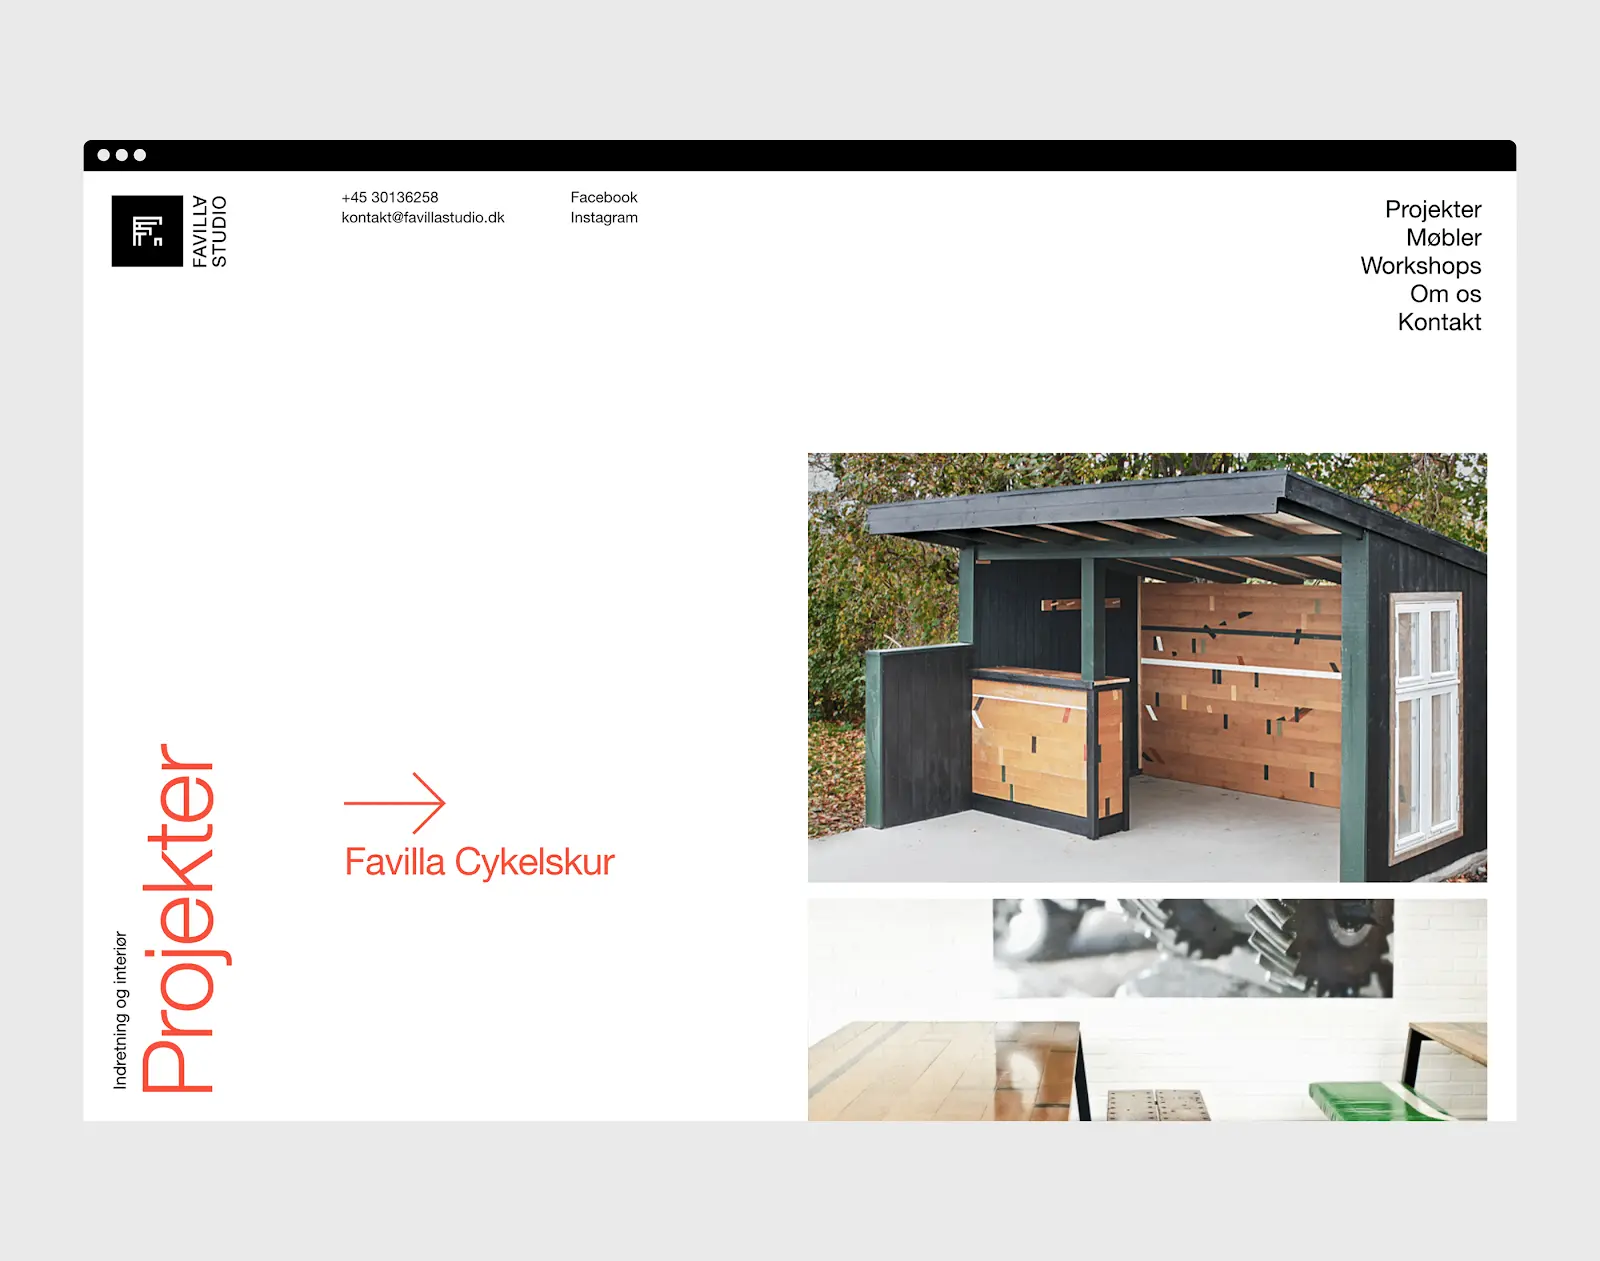 FAVILLA
STUDIO
+45 30136258
kontakt@favillastudio.dk
Facebook
Instagram
Projekter
Møbler
Workshops
Om os
Kontakt
Indretning og interiør
Projekter
Favilla Cykelskur